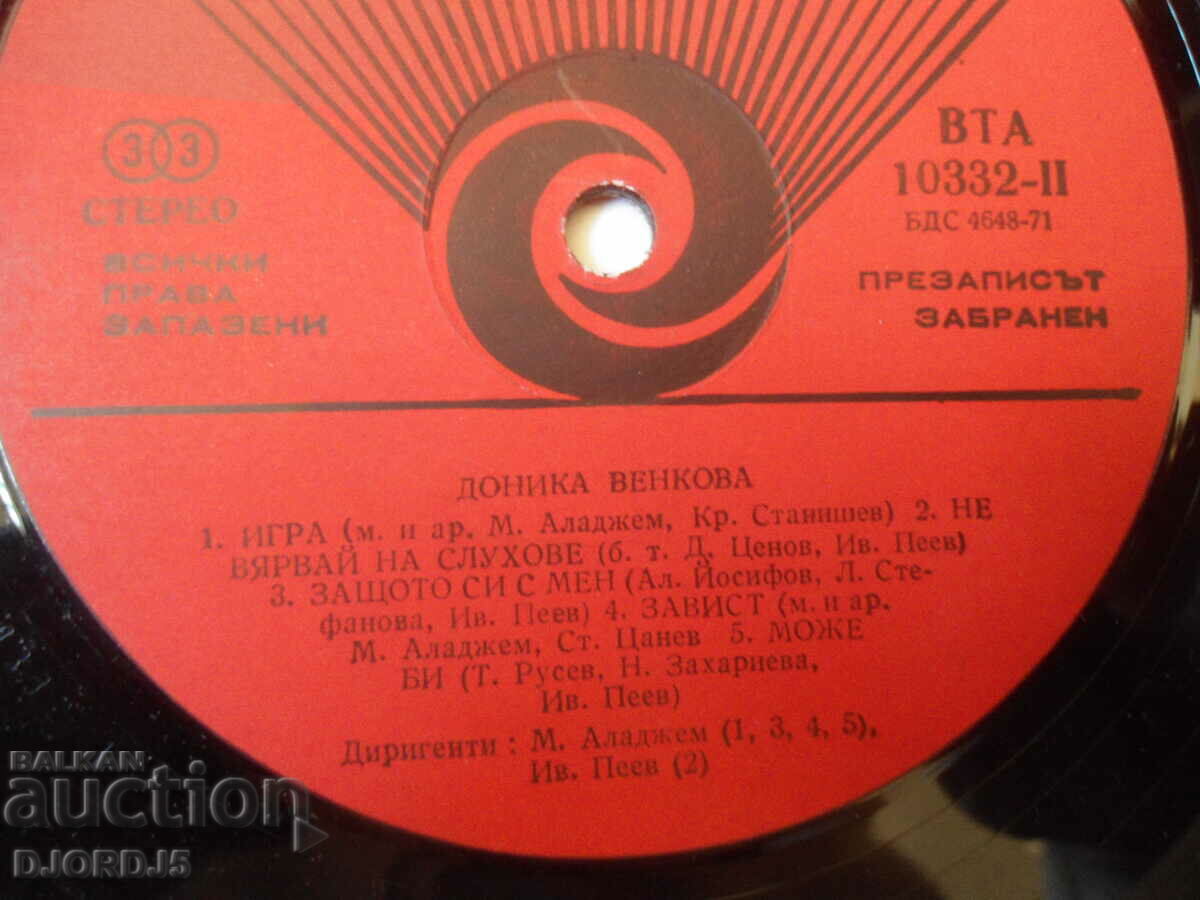 33
СТЕРЕО
ВСИЧКИ
ПРАВА
ЗАПАЗЕНИ
ВТА
10332-II
БДС 4648-71
ПРЕЗАПИСЪТ
ЗАБРАНЕН
ДОНИКА ВЕНКОВА
1. ИГРА (м. и ар. М. Аладжем, Кр. Станишев) 2. НЕ
ВЯРВАЙ НА СЛУХОВЕ (б. т. Д. Ценов, Ив. Пеев)
3. ЗАЩОТО СИ С МЕН (Ал. Йосифов, Л. Сте-
фанова, Ив. Пеев) 4. ЗАВИСТ (м. и ар.
М. Аладжем, Ст. Цанев 5. МОЖЕ
БИ (Т. Русев, Н. Захариева,
Ив. Пеев)
Диригенти : М. Аладжем (1, 3, 4, 5),
Ив. Пеев (2)
BALKAN
auction
DJORDJ5